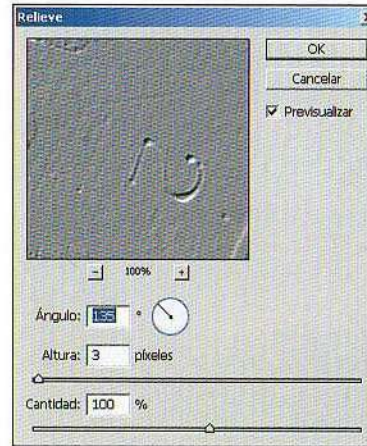 Relieve
OK
Cancelar
Previsualizar
- 100% +
Ángulo: 135 °
Altura: 3 píxeles
Cantidad: 100 %